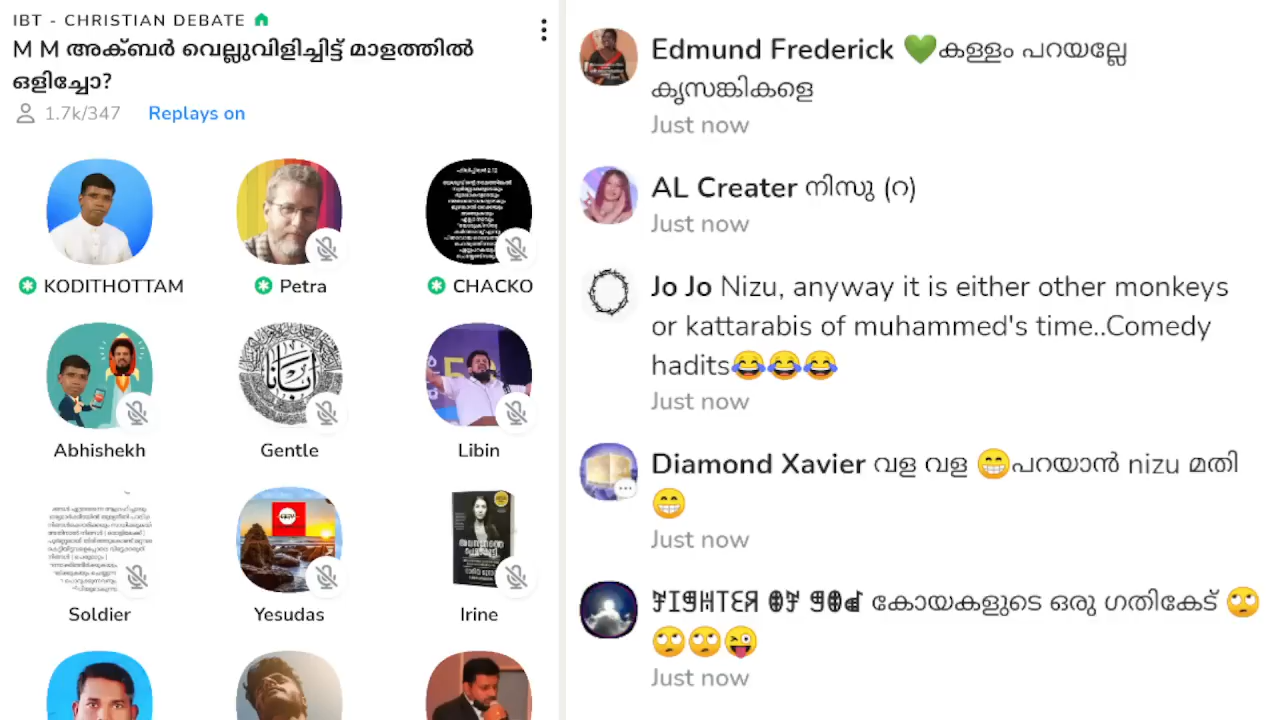 IBT - CHRISTIAN DEBATE
M M അക്ബർ വെല്ലുവിളിച്ചിട്ട് മാളത്തിൽ
ഒളിച്ചോ?
1.7k/347 Replays on
KODITHOTTAM Petra CHACKO
Abhishekh Gentle Libin
Soldier Yesudas Irine
Edmund Frederick 💚കള്ളം പറയല്ലേ
കൃസങ്കികളെ
Just now
AL Creater നിസു (റ)
Just now
Jo Jo Nizu, anyway it is either other monkeys
or kattarabis of muhammed's time..Comedy
hadits😂😂😂
Just now
Diamond Xavier വള വള 😁പറയാൻ nizu മതി
😁
Just now
FIGHTER OF GOD കോയകളുടെ ഒരു ഗതികേട് 🙄
🙄🙄😜
Just now